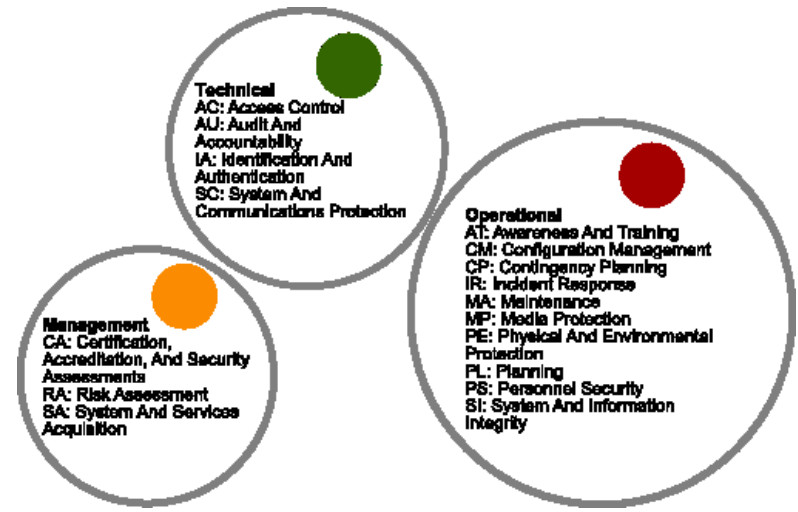 Technical
AC: Access Control
AU: Audit And
Accountability
IA: Identification And
Authentication
SC: System And
Communications Protection
Operational
AT: Awareness And Training
CM: Configuration Management
CP: Contingency Planning
IR: Incident Response
MA: Maintenance
MP: Media Protection
PE: Physical And Environmental
Protection
PL: Planning
PS: Personnel Security
SI: System And Information
Integrity
Management
CA: Certification,
Accreditation, And Security
Assessments
RA: Risk Assessment
SA: System And Services
Acquisition